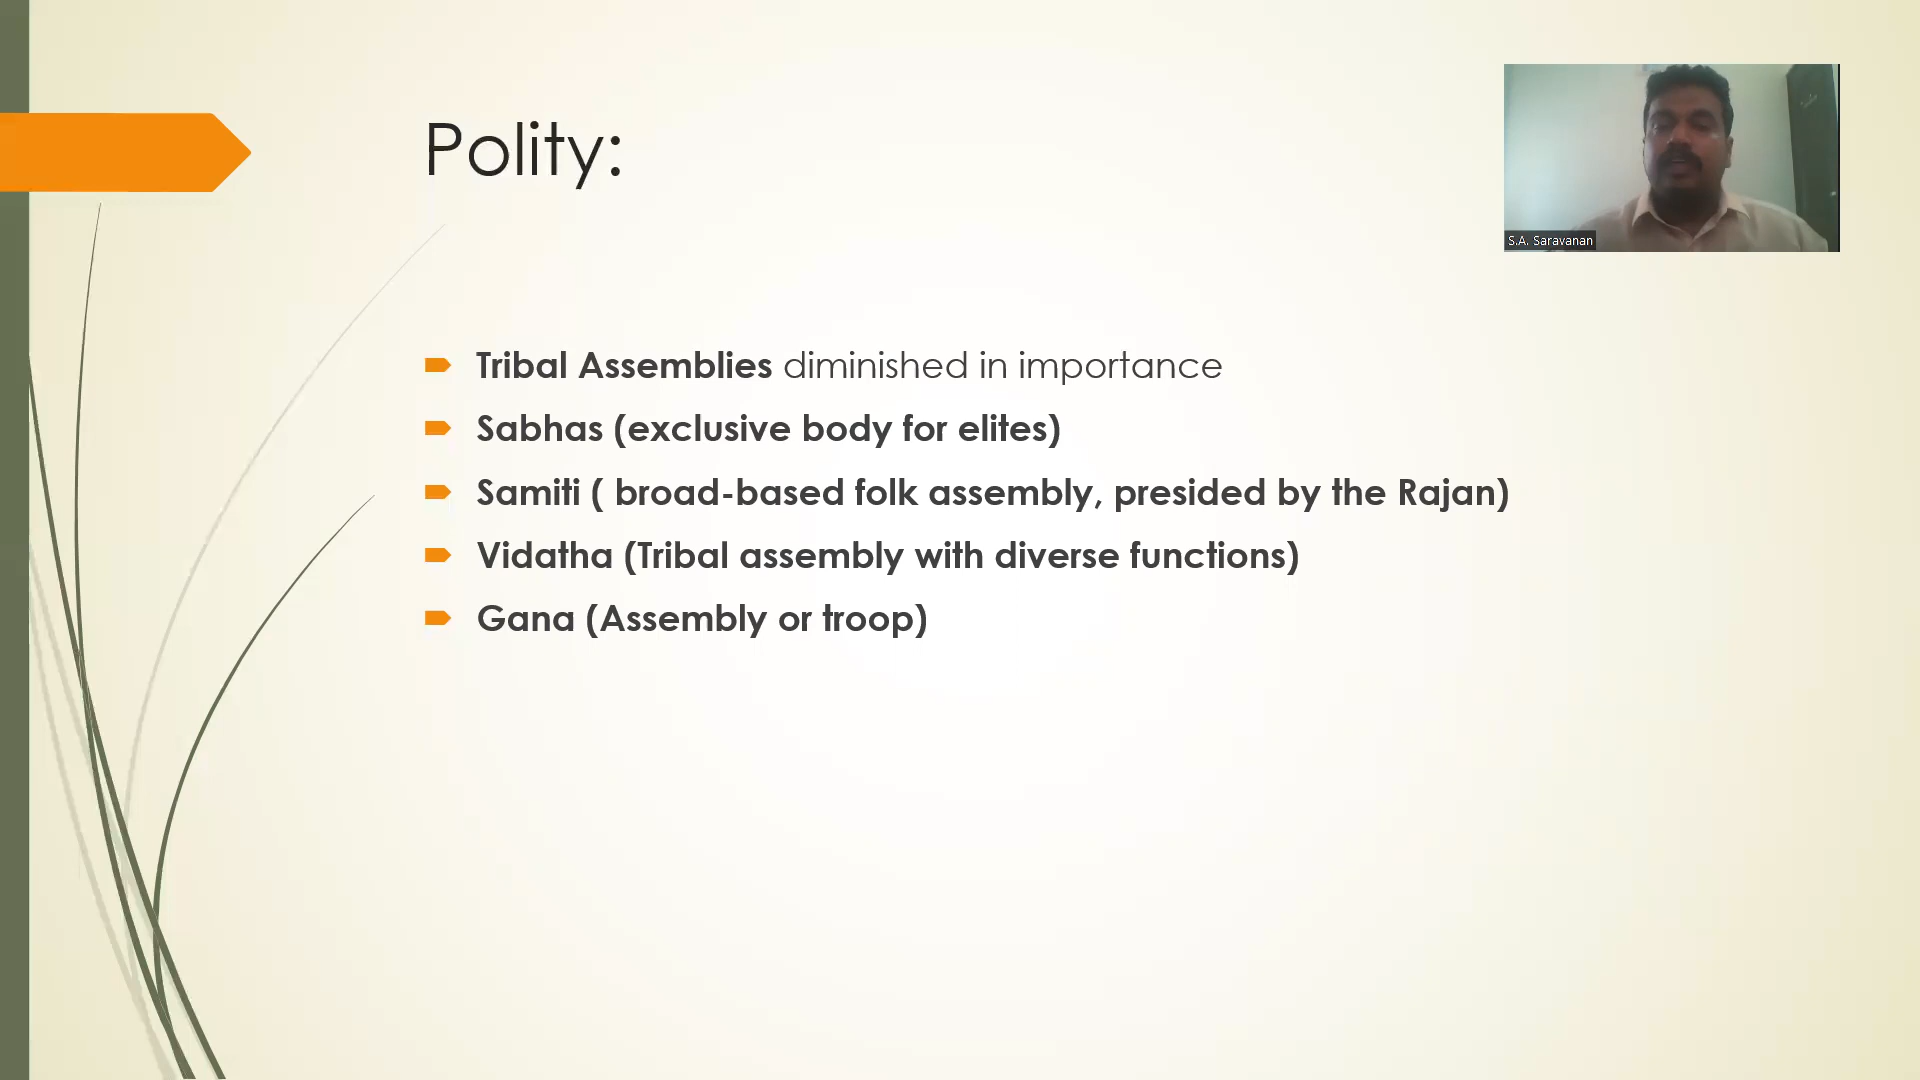 Polity:
S.A. Saravanan
Tribal Assemblies diminished in importance
Sabhas (exclusive body for elites)
Samiti ( broad-based folk assembly, presided by the Rajan)
Vidatha (Tribal assembly with diverse functions)
Gana (Assembly or troop)